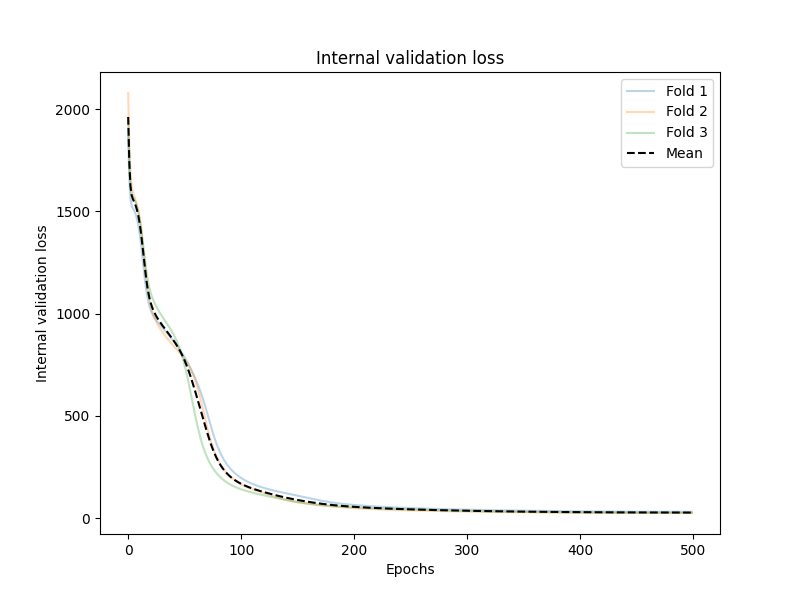 Internal validation loss
Fold 1
Fold 2
Fold 3
Mean
Internal validation loss
2000
1500
1000
500
0
0 100 200 300 400 500
Epochs